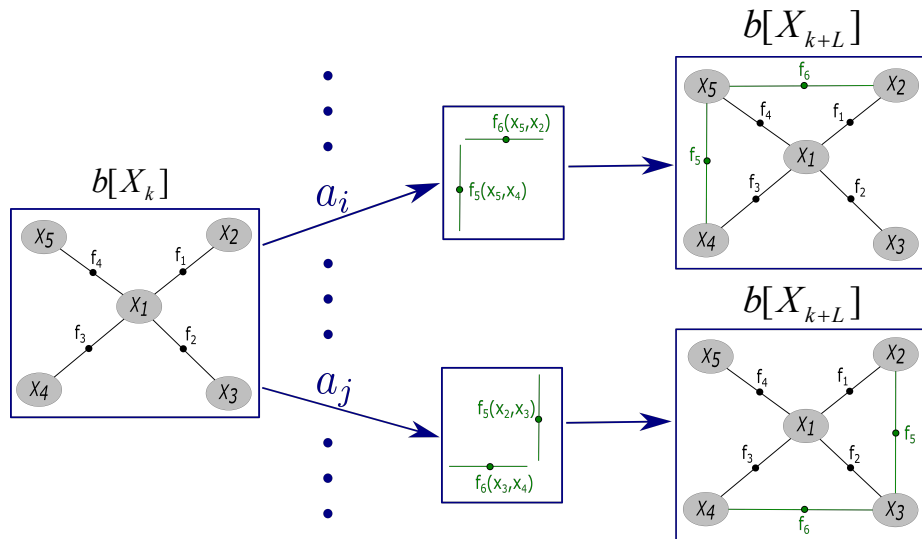 b[X_k]
X5
X2
f4
f1
X1
f3
f2
X4
X3
a_i
f6(x5,x2)
f5(x5,x4)
b[X_{k+L}]
f6
X5
X2
f4
f1
f5
X1
f3
f2
X4
X3
a_j
f5(x2,x3)
f6(x3,x4)
b[X_{k+L}]
X5
X2
f4
f1
X1
f5
f3
f2
X4
X3
f6